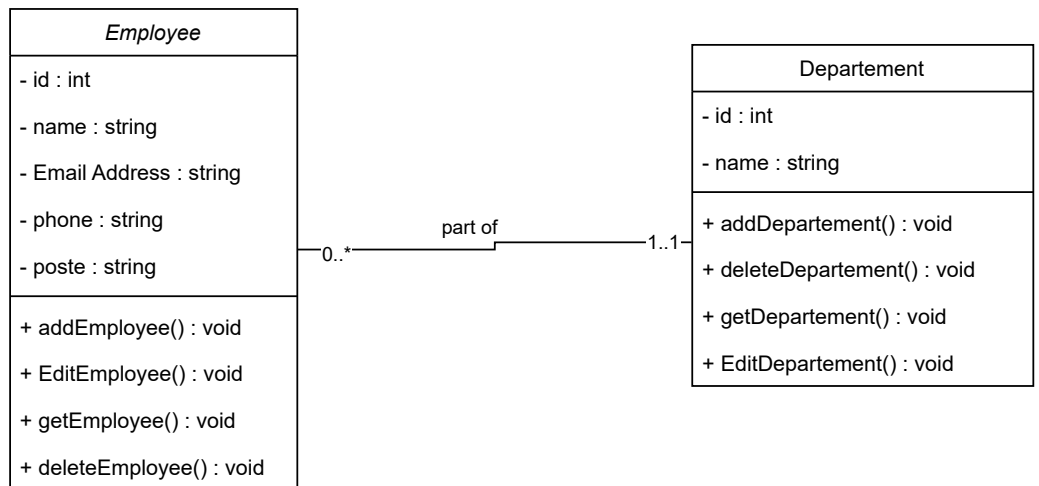 Employee
- id : int
- name : string
- Email Address : string
- phone : string
- poste : string
+ addEmployee() : void
+ EditEmployee() : void
+ getEmployee() : void
+ deleteEmployee() : void
part of
0..*
1..1
Departement
- id : int
- name : string
+ addDepartement() : void
+ deleteDepartement() : void
+ getDepartement() : void
+ EditDepartement() : void